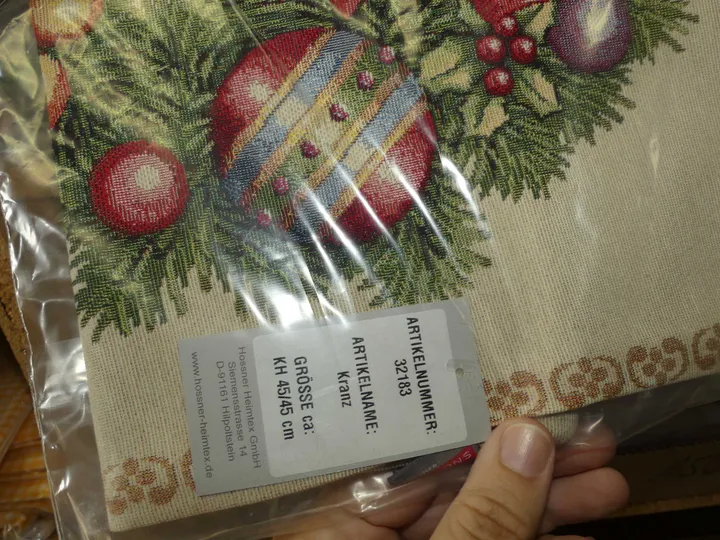 ARTIKELNUMMER:
32183
ARTIKELNAME:
Kranz
GRÖSSE ca:
KH 45/45 cm
Hossner Heimtex GmbH
Siemensstrasse 14
D-91161 Hilpoltstein
www.hossner-heimtex.de